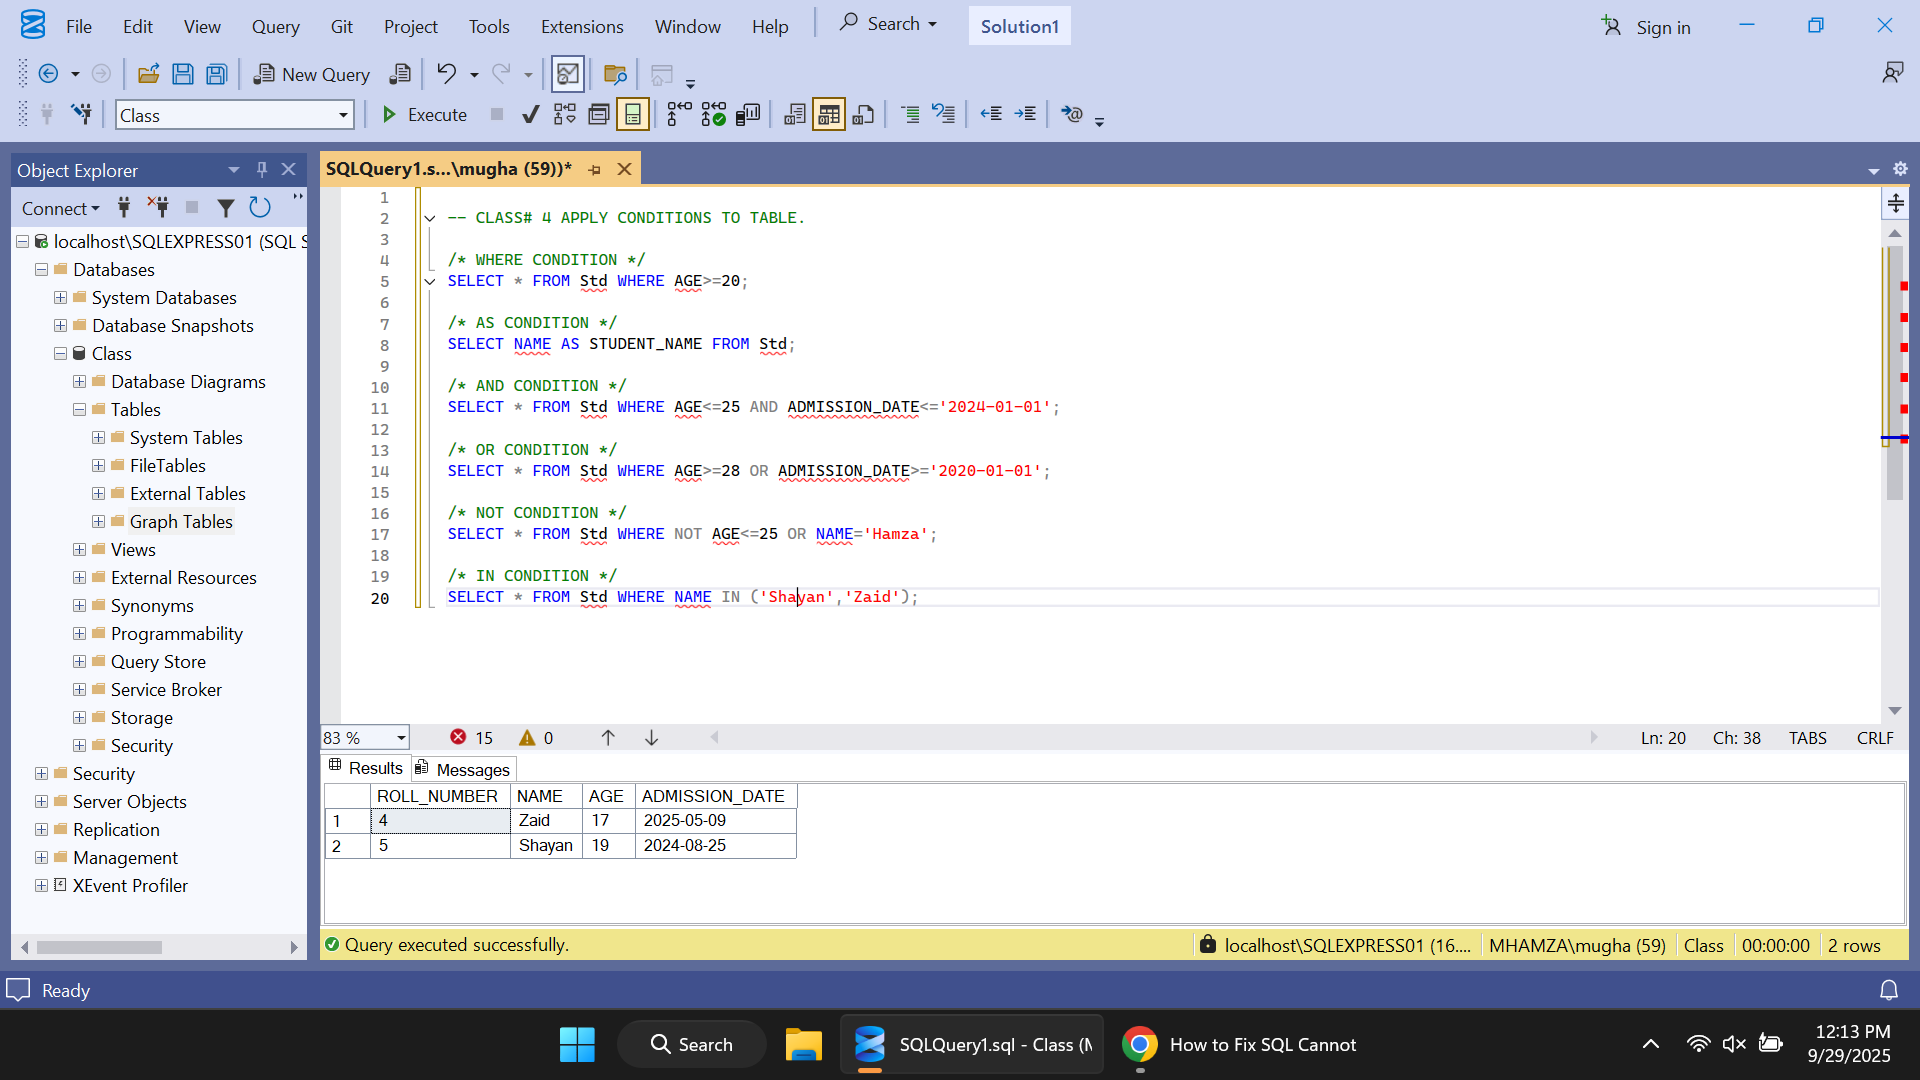 File Edit View Query Git Project Tools Extensions Window Help Search Solution1 Sign in
New Query
Class Execute
Object Explorer
Connect
localhost\SQLEXPRESS01 (SQL S
Databases
System Databases
Database Snapshots
Class
Database Diagrams
Tables
System Tables
FileTables
External Tables
Graph Tables
Views
External Resources
Synonyms
Programmability
Query Store
Service Broker
Storage
Security
Security
Server Objects
Replication
Management
XEvent Profiler
SQLQuery1.s...\mugha (59))*
1
2 -- CLASS# 4 APPLY CONDITIONS TO TABLE.
3
4 /* WHERE CONDITION */
5 SELECT * FROM Std WHERE AGE>=20;
6
7 /* AS CONDITION */
8 SELECT NAME AS STUDENT_NAME FROM Std;
9
10 /* AND CONDITION */
11 SELECT * FROM Std WHERE AGE<=25 AND ADMISSION_DATE<='2024-01-01';
12
13 /* OR CONDITION */
14 SELECT * FROM Std WHERE AGE>=28 OR ADMISSION_DATE>='2020-01-01';
15
16 /* NOT CONDITION */
17 SELECT * FROM Std WHERE NOT AGE<=25 OR NAME='Hamza';
18
19 /* IN CONDITION */
20 SELECT * FROM Std WHERE NAME IN ('Shayan','Zaid');
83 % 15 0 Ln: 20 Ch: 38 TABS CRLF
Results Messages
ROLL_NUMBER NAME AGE ADMISSION_DATE
1 4 Zaid 17 2025-05-09
2 5 Shayan 19 2024-08-25
Query executed successfully. localhost\SQLEXPRESS01 (16.... MHAMZA\mugha (59) Class 00:00:00 2 rows
Ready
Search SQLQuery1.sql - Class (M How to Fix SQL Cannot 12:13 PM
9/29/2025